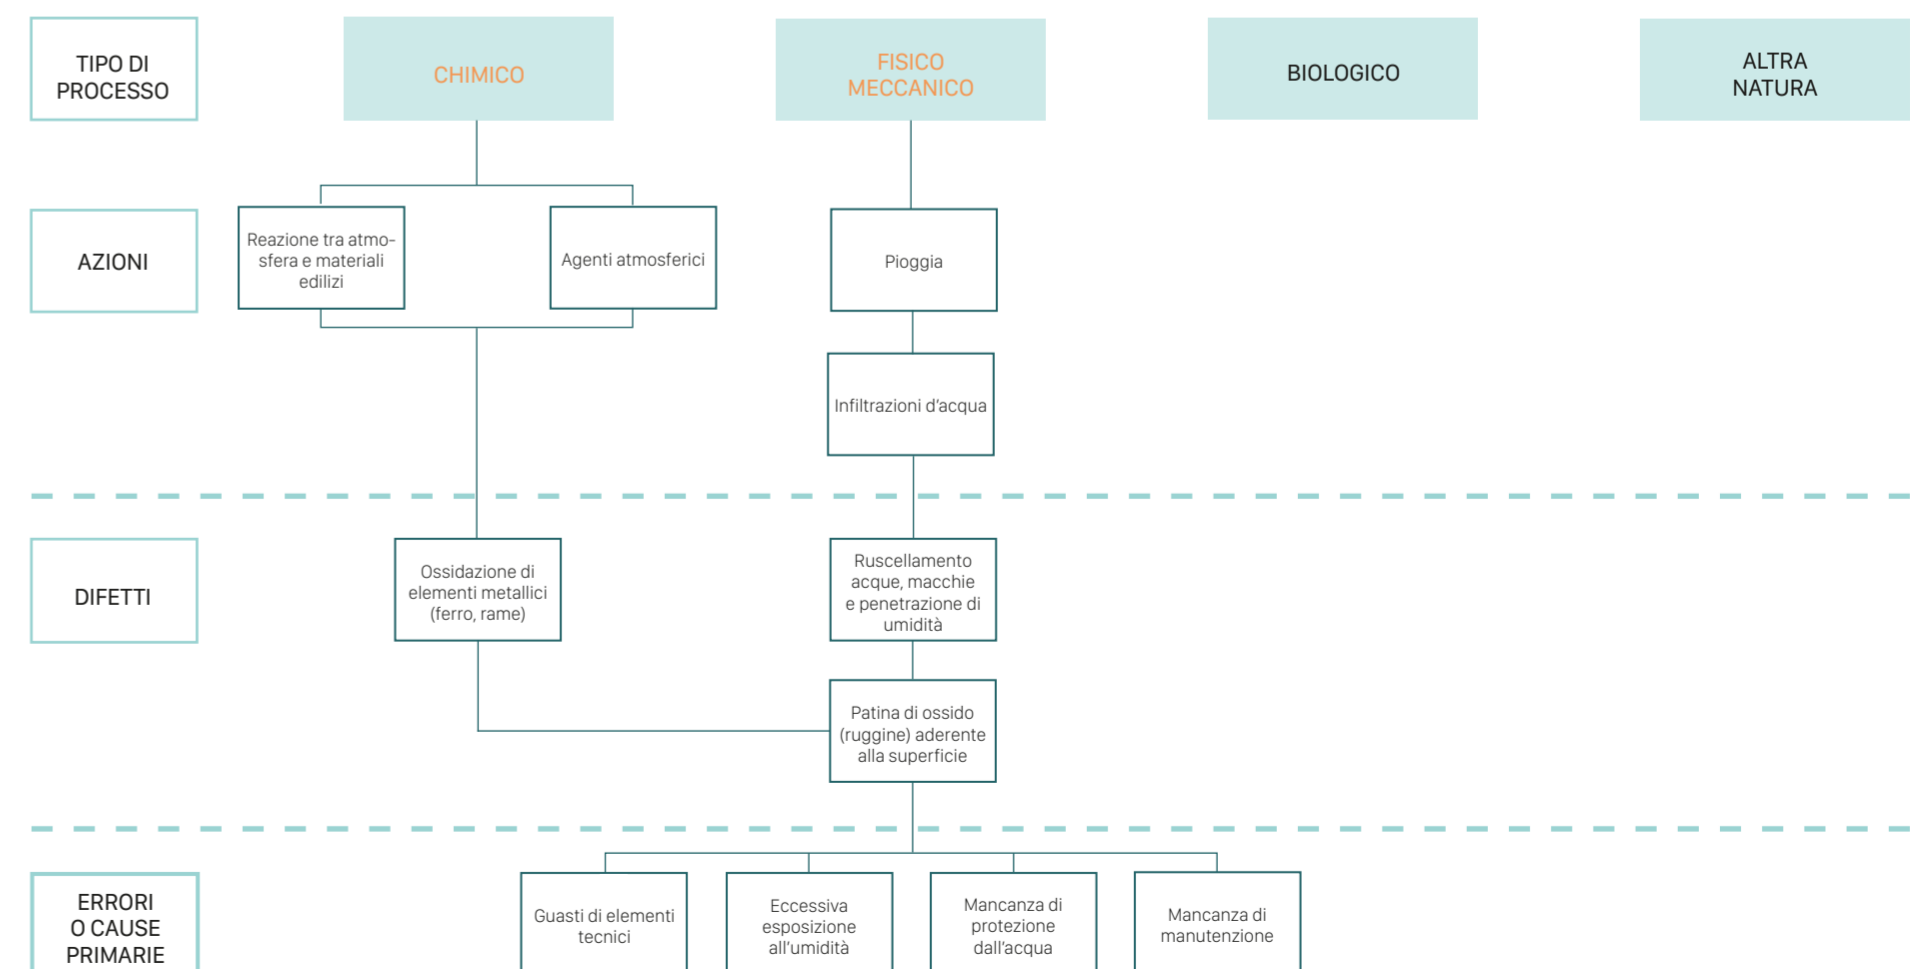 TIPO DI
PROCESSO
CHIMICO
FISICO
MECCANICO
BIOLOGICO
ALTRA
NATURA
AZIONI
Reazione tra atmo-
sfera e materiali
edilizi
Agenti atmosferici
Pioggia
Infiltrazioni d'acqua
DIFETTI
Ossidazione di
elementi metallici
(ferro, rame)
Ruscellamento
acque, macchie
e penetrazione di
umidità
Patina di ossido
(ruggine) aderente
alla superficie
ERRORI
O CAUSE
PRIMARIE
Guasti di elementi
tecnici
Eccessiva
esposizione
all'umidità
Mancanza di
protezione
dall'acqua
Mancanza di
manutenzione